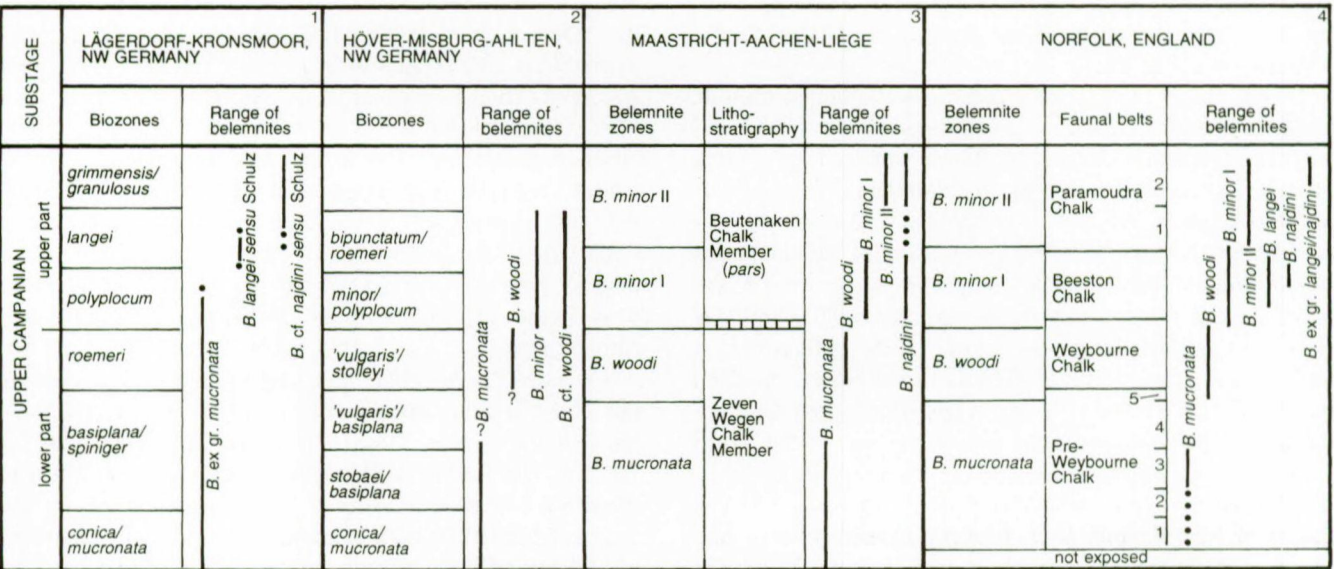 SUBSTAGE
UPPER CAMPANIAN
upper part
lower part
1
LÄGERDORF-KRONSMOOR,
NW GERMANY
Biozones
Range of
belemnites
grimmensis/
granulosus
langei
polyplocum
roemeri
basiplana/
spiniger
conica/
mucronata
B. ex gr. mucronata
B. langei sensu Schulz
B. cf. najdini sensu Schulz
2
HÖVER-MISBURG-AHLTEN,
NW GERMANY
Biozones
Range of
belemnites
bipunctatum/
roemeri
minor/
polyplocum
'vulgaris'/
stolleyi
'vulgaris'/
basiplana
stobaei/
basiplana
conica/
mucronata
? B. mucronata
? B. woodi
B. minor
B. cf. woodi
3
MAASTRICHT-AACHEN-LIÈGE
Belemnite
zones
Litho-
stratigraphy
Range of
belemnites
B. minor II
B. minor I
B. woodi
B. mucronata
Beutenaken
Chalk
Member
(pars)
Zeven
Wegen
Chalk
Member
B. mucronata
B. woodi
B. minor I
B. minor II
B. najdini
4
NORFOLK, ENGLAND
Belemnite
zones
Faunal belts
Range of
belemnites
B. minor II
B. minor I
B. woodi
B. mucronata
Paramoudra
Chalk
2
1
Beeston
Chalk
Weybourne
Chalk
Pre-
Weybourne
Chalk
5
4
3
2
1
not exposed
B. mucronata
B. woodi
B. minor I
B. minor II
B. langei
B. najdini
B. ex gr. langei/najdini